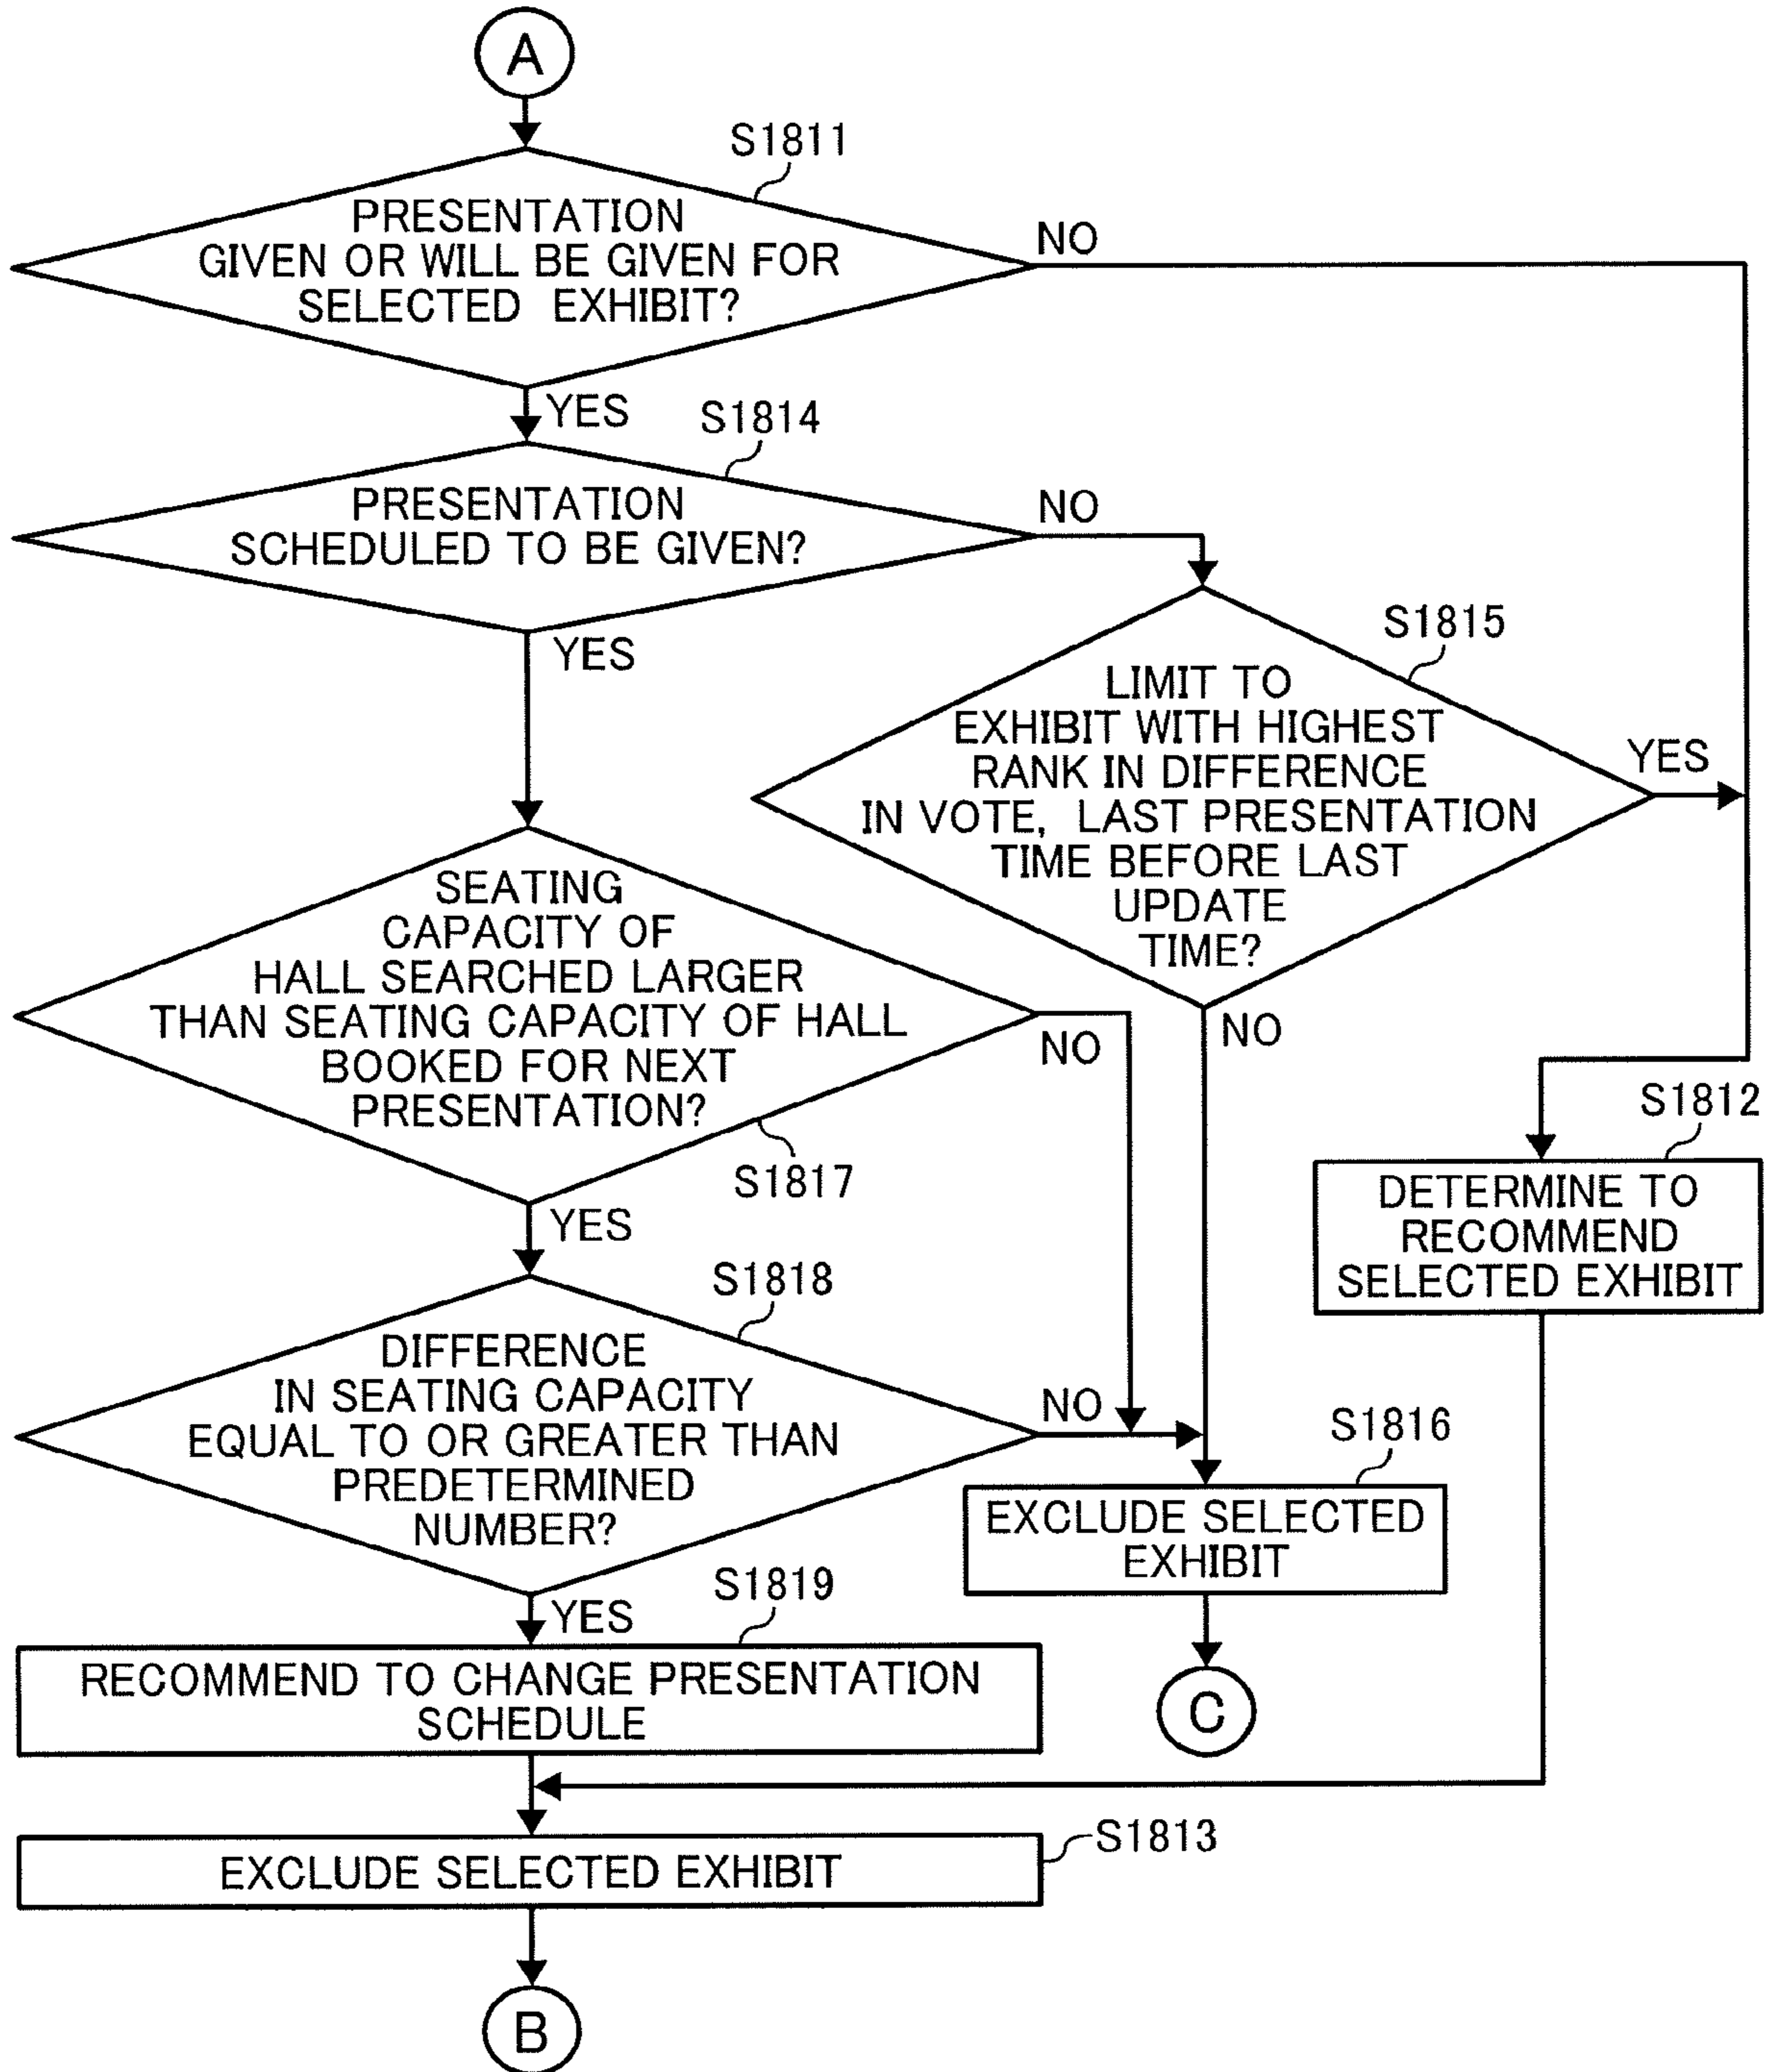 A
S1811
PRESENTATION
GIVEN OR WILL BE GIVEN FOR
SELECTED EXHIBIT?
NO
YES
S1814
PRESENTATION
SCHEDULED TO BE GIVEN?
NO
YES
S1815
LIMIT TO
EXHIBIT WITH HIGHEST
RANK IN DIFFERENCE
IN VOTE, LAST PRESENTATION
TIME BEFORE LAST
UPDATE
TIME?
YES
NO
SEATING
CAPACITY OF
HALL SEARCHED LARGER
THAN SEATING CAPACITY OF HALL
BOOKED FOR NEXT
PRESENTATION?
NO
S1817
YES
S1812
DETERMINE TO
RECOMMEND
SELECTED EXHIBIT
S1818
DIFFERENCE
IN SEATING CAPACITY
EQUAL TO OR GREATER THAN
PREDETERMINED
NUMBER?
NO
YES
S1816
EXCLUDE SELECTED
EXHIBIT
C
S1819
RECOMMEND TO CHANGE PRESENTATION
SCHEDULE
S1813
EXCLUDE SELECTED EXHIBIT
B